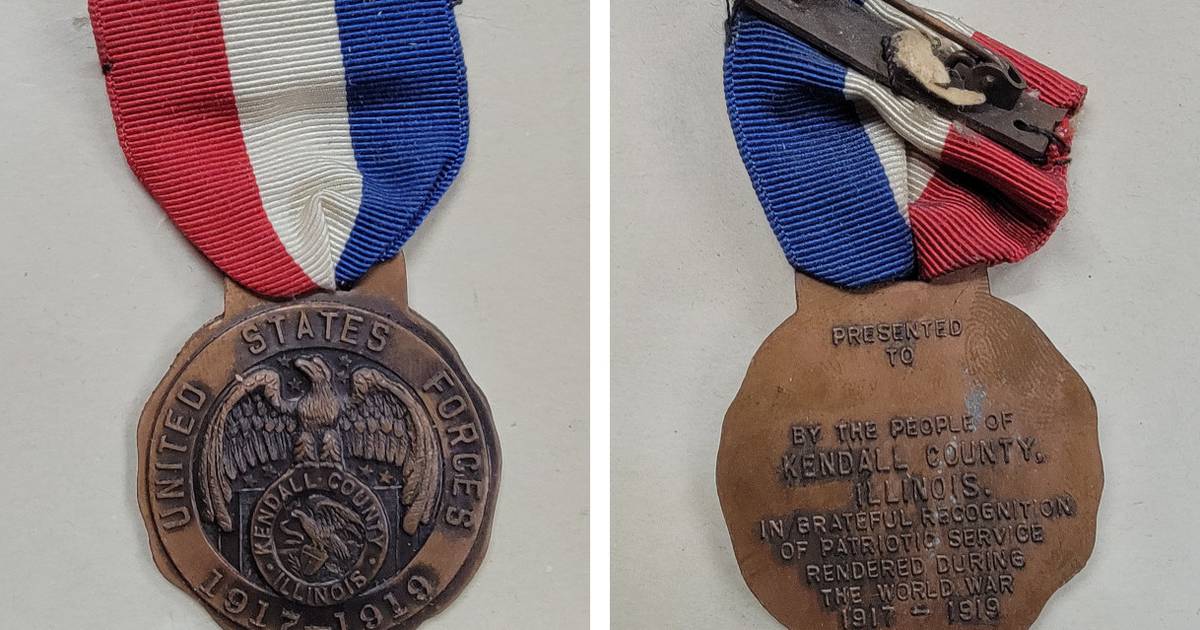 UNITED STATES FORCES
1917-1919
KENDALL COUNTY
ILLINOIS
PRESENTED
TO
BY THE PEOPLE OF
KENDALL COUNTY,
ILLINOIS.
IN GRATEFUL RECOGNITION
OF PATRIOTIC SERVICE
RENDERED DURING
THE WORLD WAR
1917 - 1919